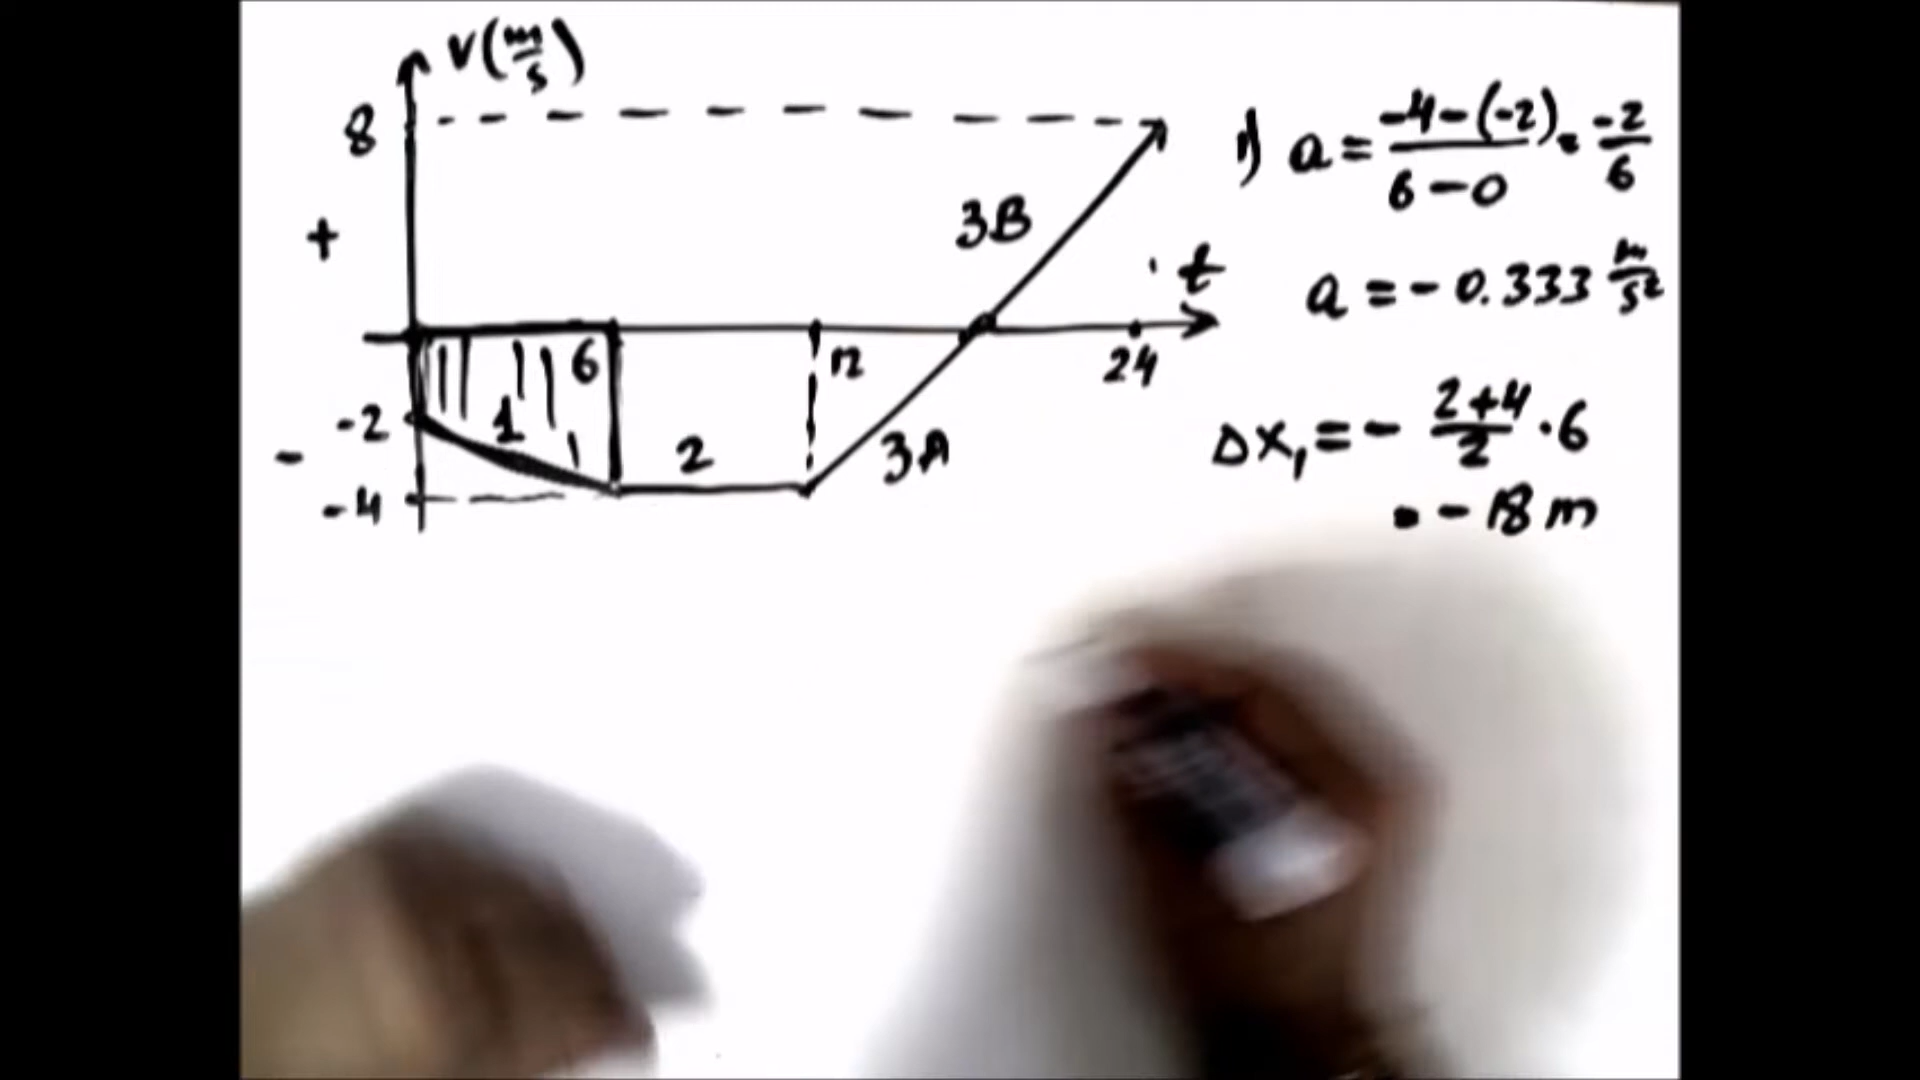 v(m/s)
8
+
3B
t
6
12
24
-2
1
2
3A
-
-4
1) a = -4-(-2)/6-0 = -2/6
a = - 0.333 m/s²
Δx₁ = - 2+4/2 · 6
= - 18 m